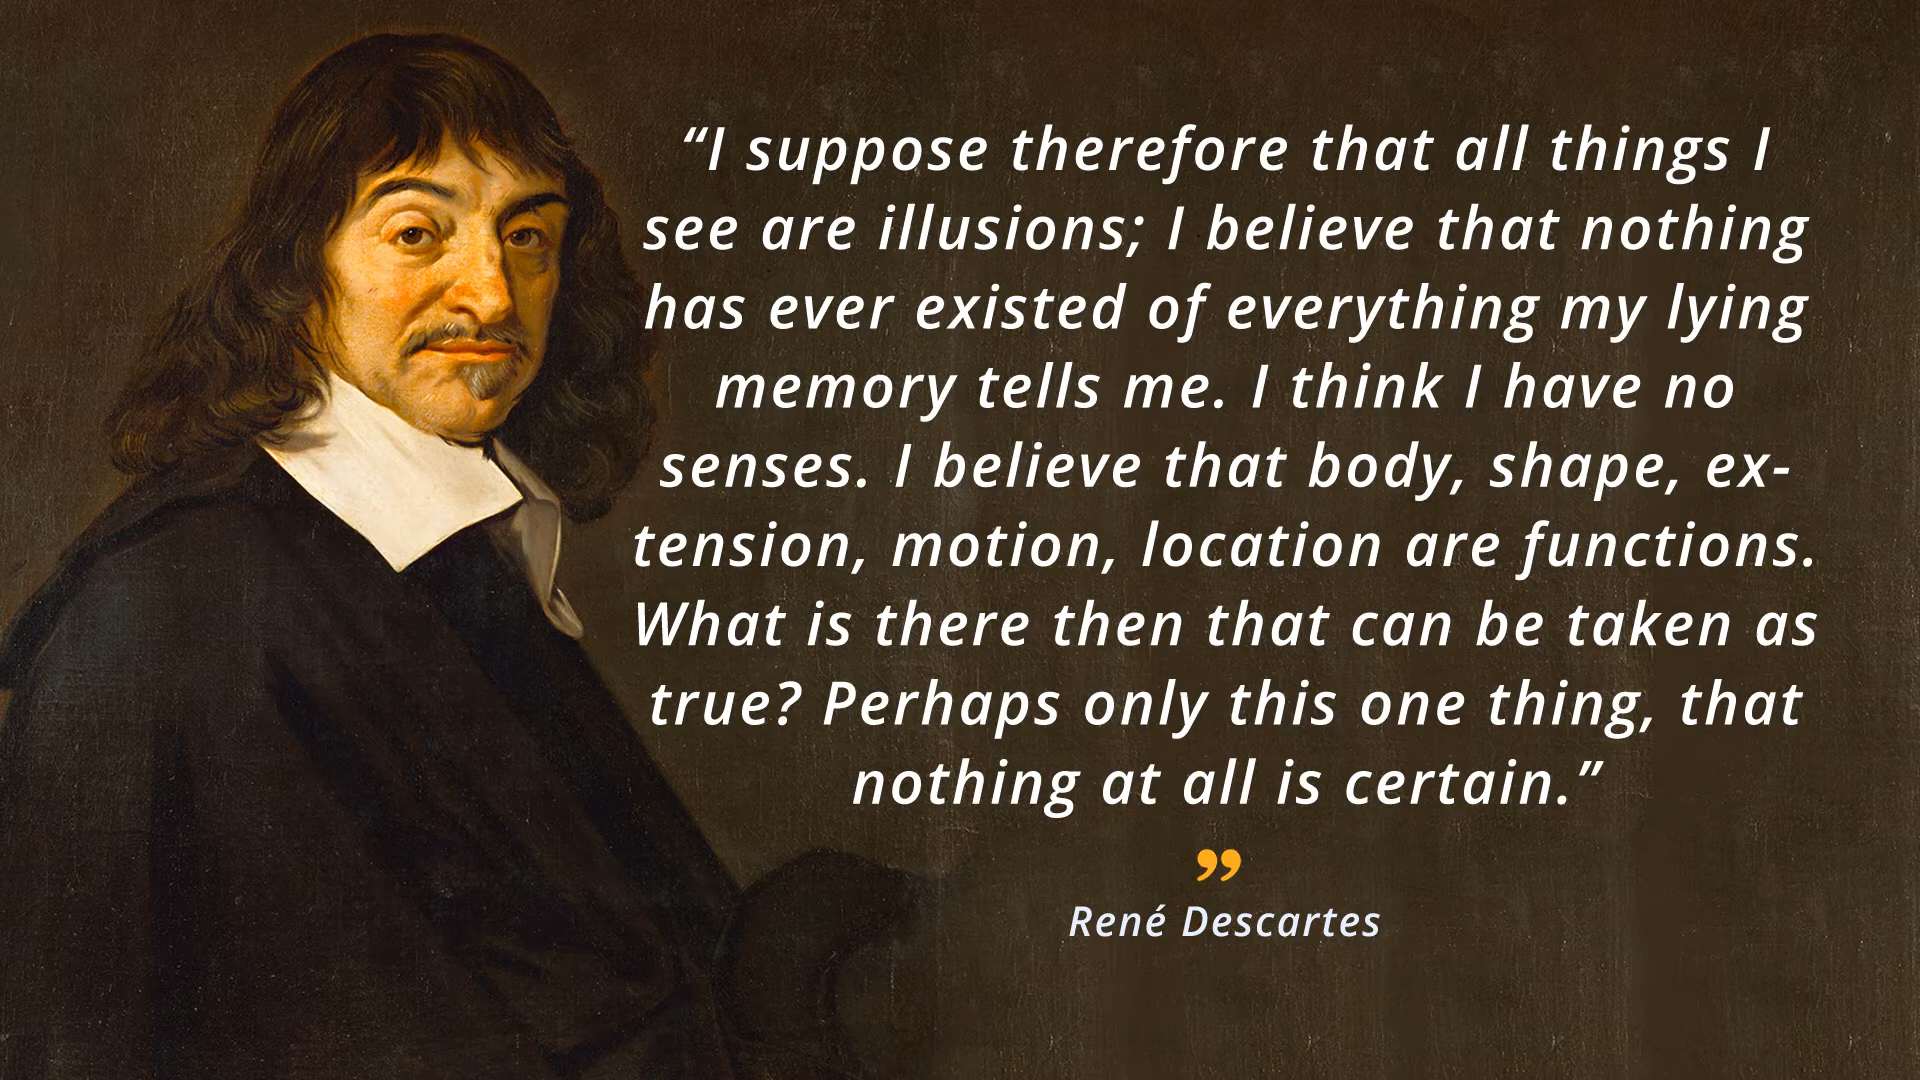 “I suppose therefore that all things I
see are illusions; I believe that nothing
has ever existed of everything my lying
memory tells me. I think I have no
senses. I believe that body, shape, ex-
tension, motion, location are functions.
What is there then that can be taken as
true? Perhaps only this one thing, that
nothing at all is certain.”
”
René Descartes